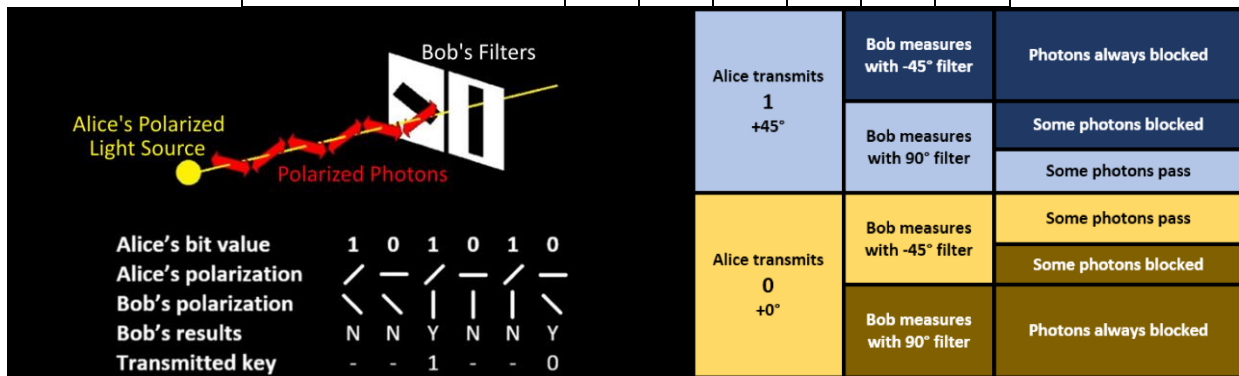 Bob's Filters
Alice's Polarized
Light Source
Polarized Photons
Alice's bit value 1 0 1 0 1 0
Alice's polarization / — / — / —
Bob's polarization \ \ | | | \
Bob's results N N Y N N Y
Transmitted key - - 1 - - 0
Alice transmits
1
+45°
Bob measures
with -45° filter
Photons always blocked
Bob measures
with 90° filter
Some photons blocked
Some photons pass
Alice transmits
0
+0°
Bob measures
with -45° filter
Some photons pass
Some photons blocked
Bob measures
with 90° filter
Photons always blocked